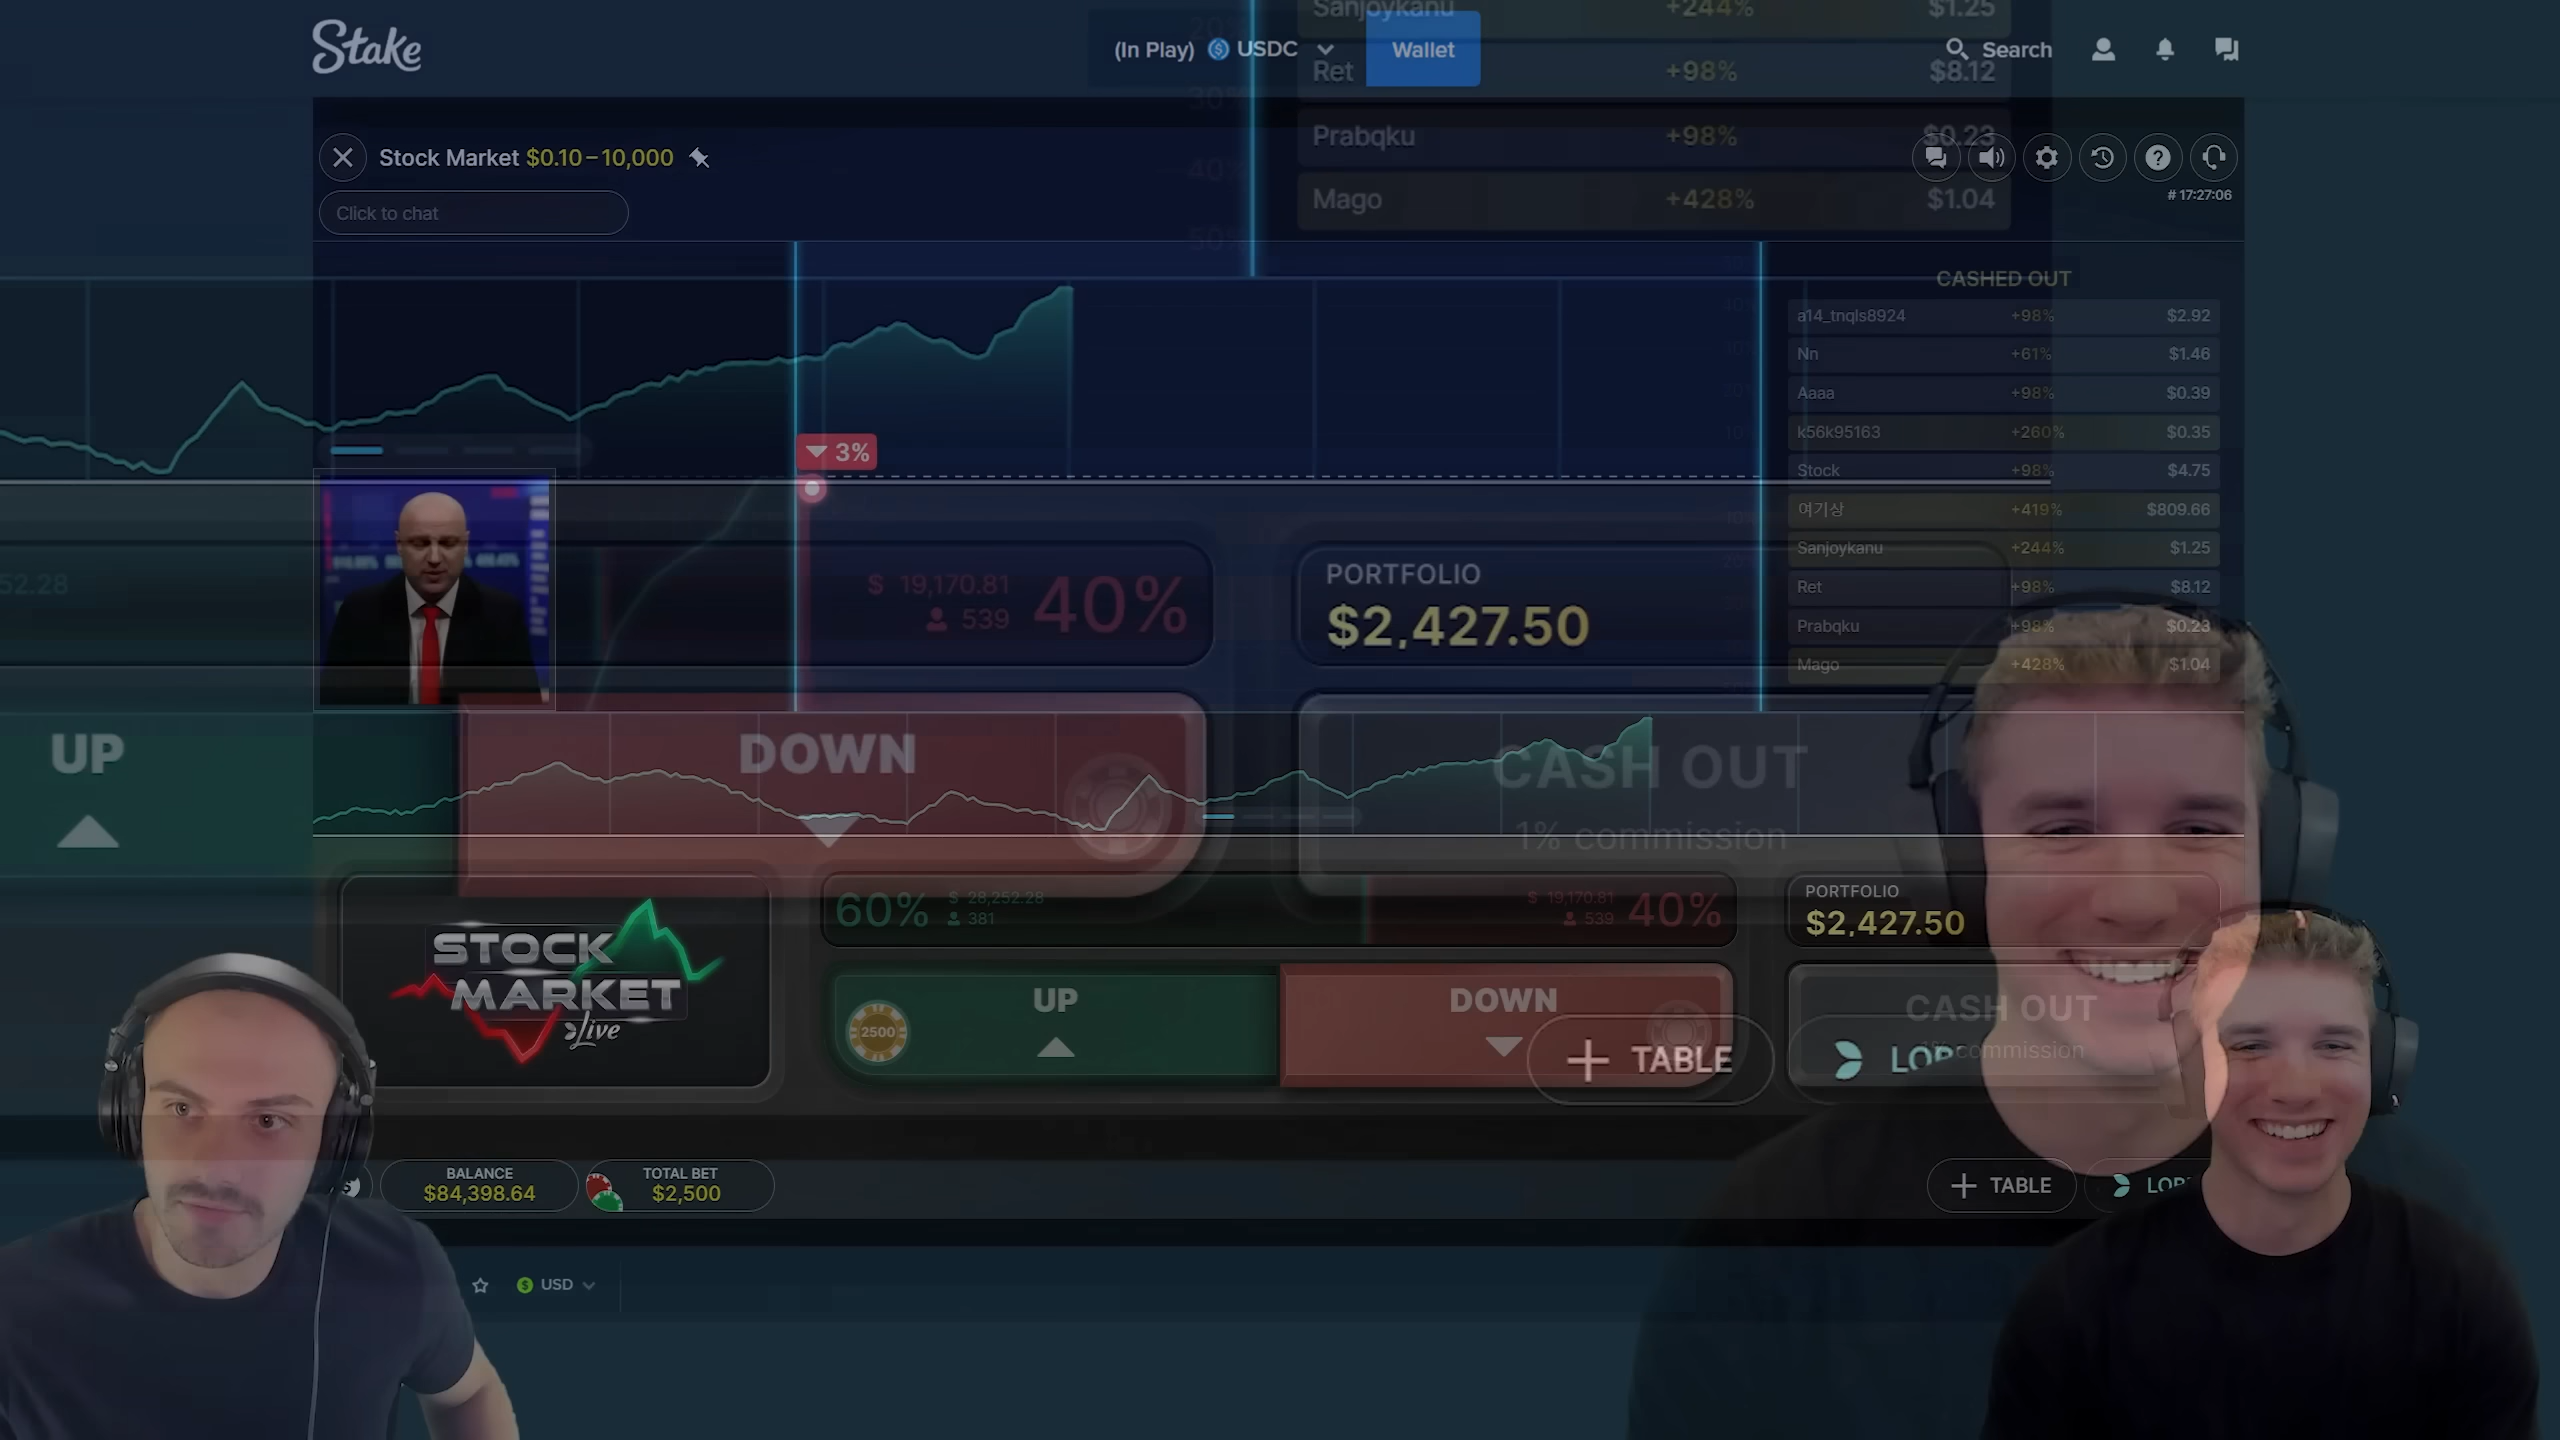 Stake
(In Play) USDC
Wallet
Search
Sanjoykanu +244% $1.25
Ret +98% $8.12
Prabqku +98% $0.23
Mago +428% $1.04
30%
40%
50%
Stock Market $0.10–10,000
Click to chat
# 17:27:06
CASHED OUT
a14_tnqls8924 +98% $2.92
Nn +61% $1.46
Aaaa +98% $0.39
k56k95163 +260% $0.35
Stock +98% $4.75
여기상 +419% $809.66
Sanjoykanu +244% $1.25
Ret +98% $8.12
Prabqku +98% $0.23
Mago +428% $1.04
3%
52.28
$ 19,170.81
539
40%
PORTFOLIO
$2,427.50
UP
DOWN
CASH OUT
1% commission
STOCK
MARKET
Live
60%
$ 28,252.28
381
$ 19,170.81
539
40%
PORTFOLIO
$2,427.50
2500
UP
DOWN
CASH OUT
commission
TABLE
BALANCE
$84,398.64
TOTAL BET
$2,500
TABLE
USD